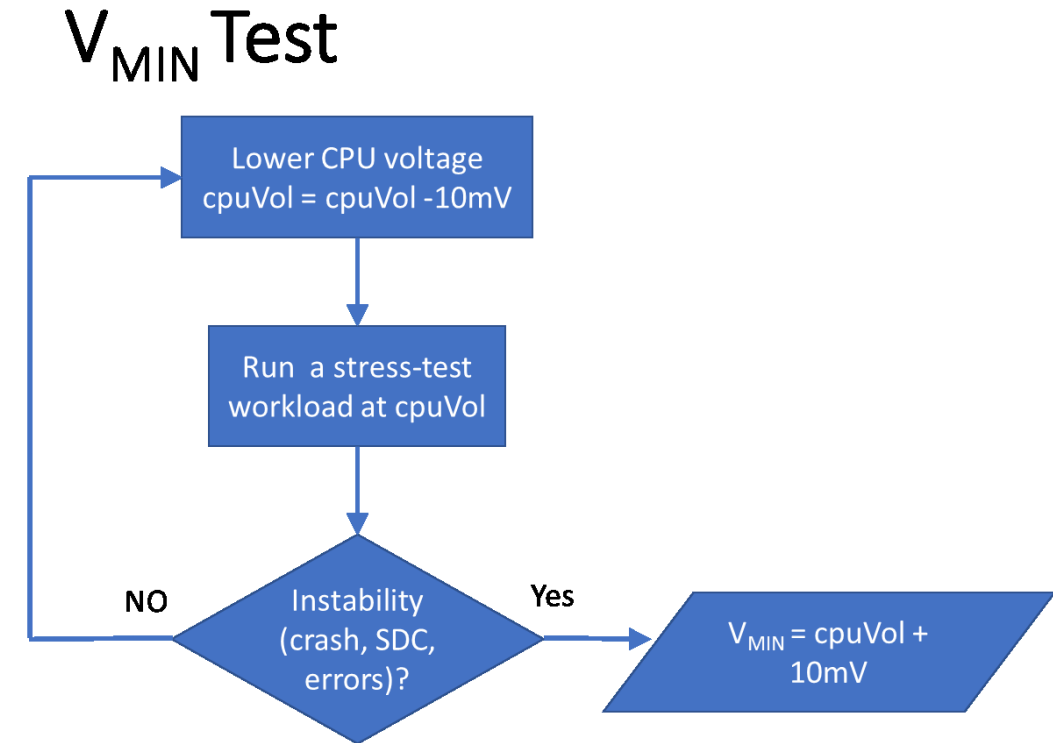 VMIN Test
Lower CPU voltage
cpuVol = cpuVol -10mV
Run a stress-test
workload at cpuVol
Instability
(crash, SDC,
errors)?
NO
Yes
VMIN = cpuVol +
10mV